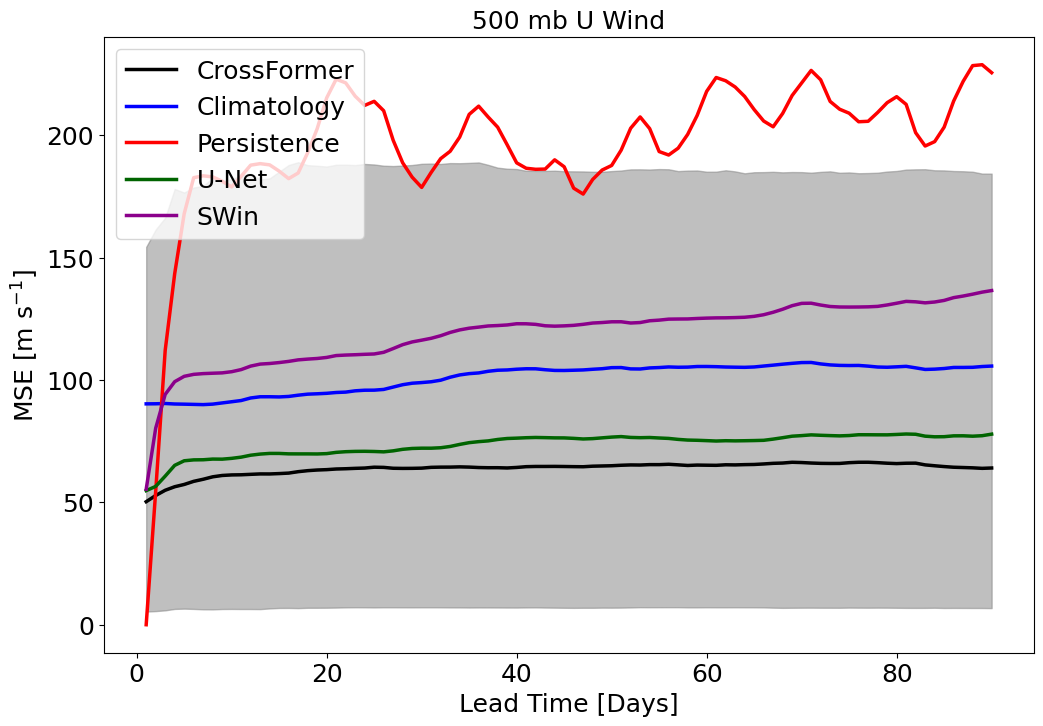 500 mb U Wind
CrossFormer
Climatology
Persistence
U-Net
SWin
MSE [m s⁻¹]
200
150
100
50
0
0 20 40 60 80
Lead Time [Days]